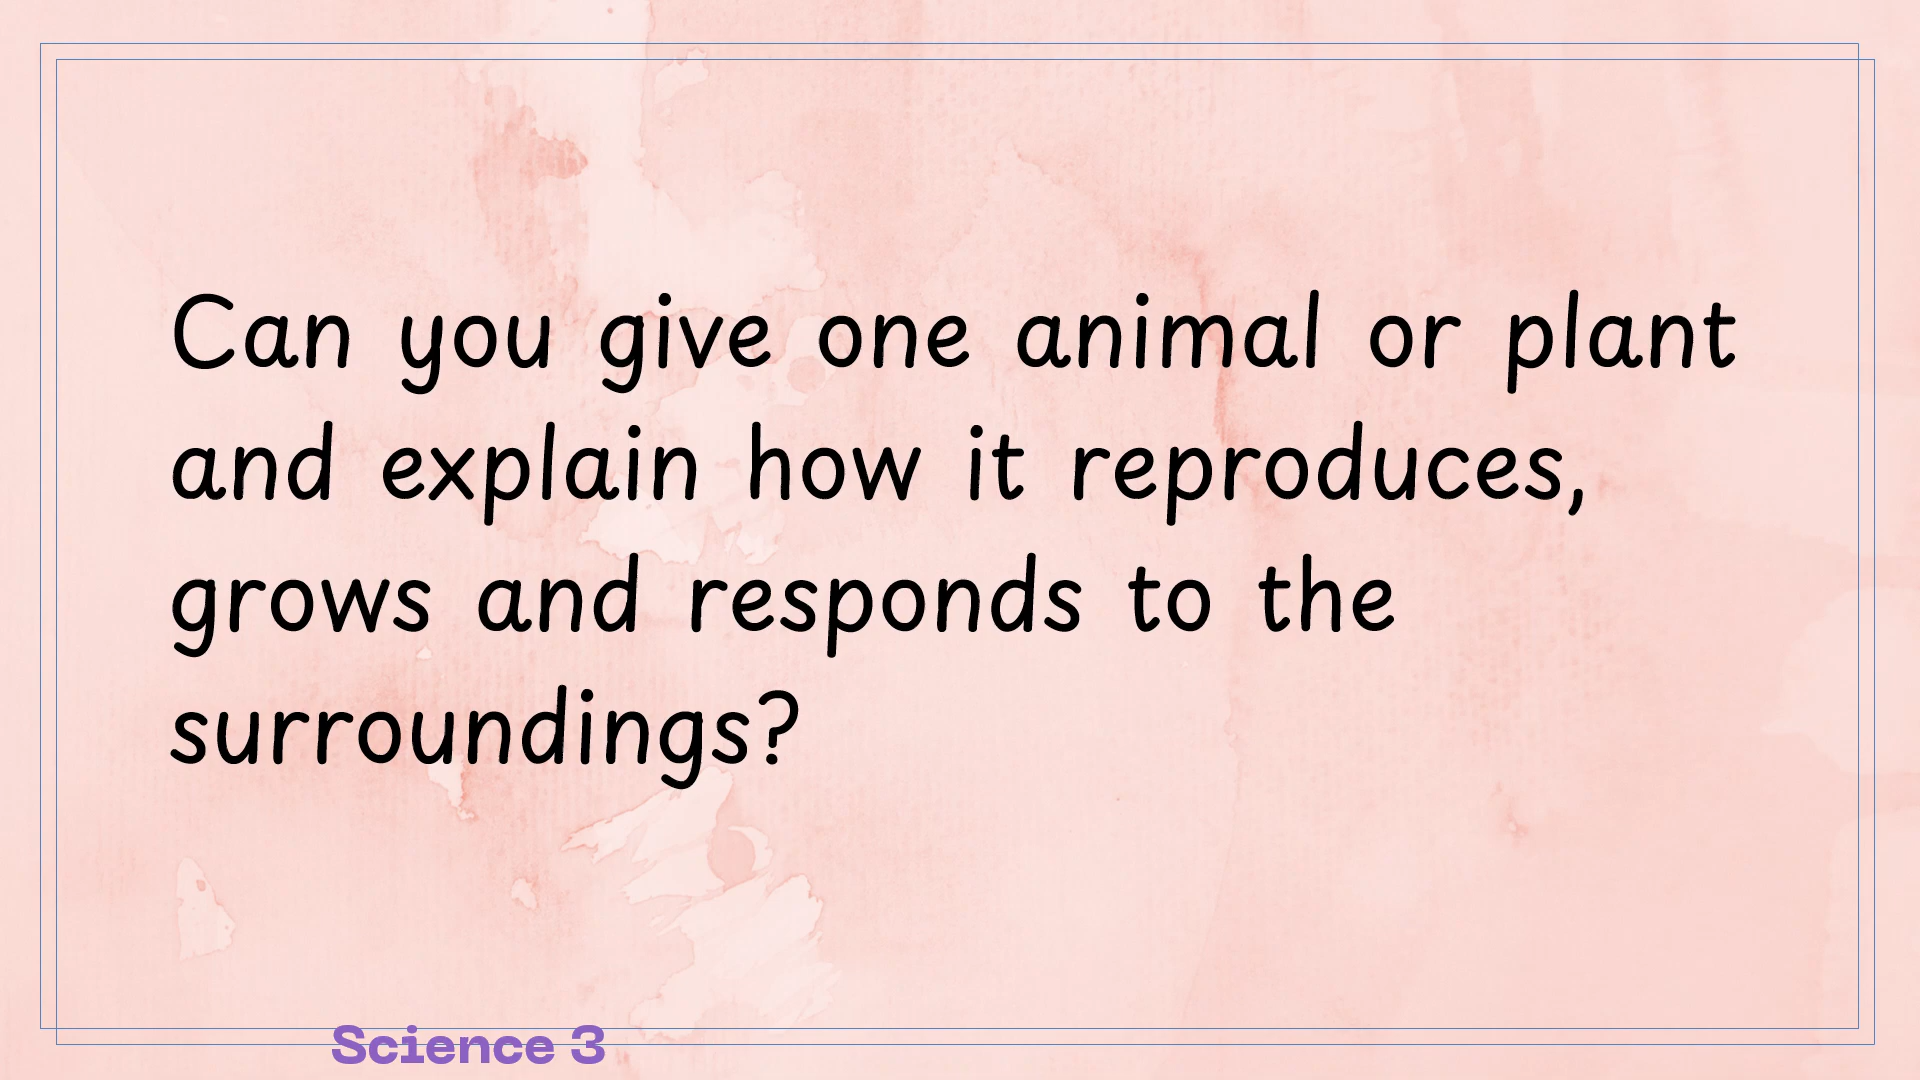 Can you give one animal or plant
and explain how it reproduces,
grows and responds to the
surroundings?
Science 3